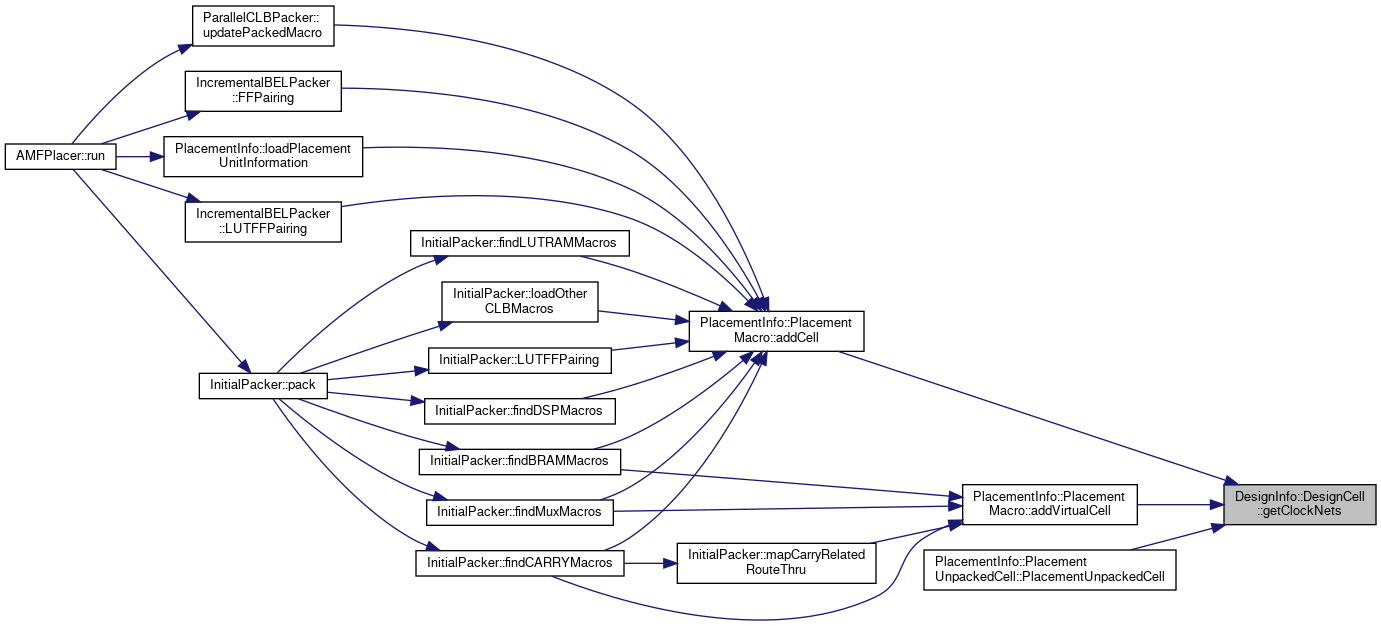 ParallelCLBPacker::
updatePackedMacro
IncrementalBELPacker
::FFPairing
AMFPlacer::run
PlacementInfo::loadPlacement
UnitInformation
IncrementalBELPacker
::LUTFFPairing
InitialPacker::findLUTRAMMacros
InitialPacker::loadOther
CLBMacros
PlacementInfo::Placement
Macro::addCell
InitialPacker::LUTFFPairing
InitialPacker::pack
InitialPacker::findDSPMacros
InitialPacker::findBRAMMacros
InitialPacker::findMuxMacros
PlacementInfo::Placement
Macro::addVirtualCell
DesignInfo::DesignCell
::getClockNets
InitialPacker::findCARRYMacros
InitialPacker::mapCarryRelated
RouteThru
PlacementInfo::Placement
UnpackedCell::PlacementUnpackedCell